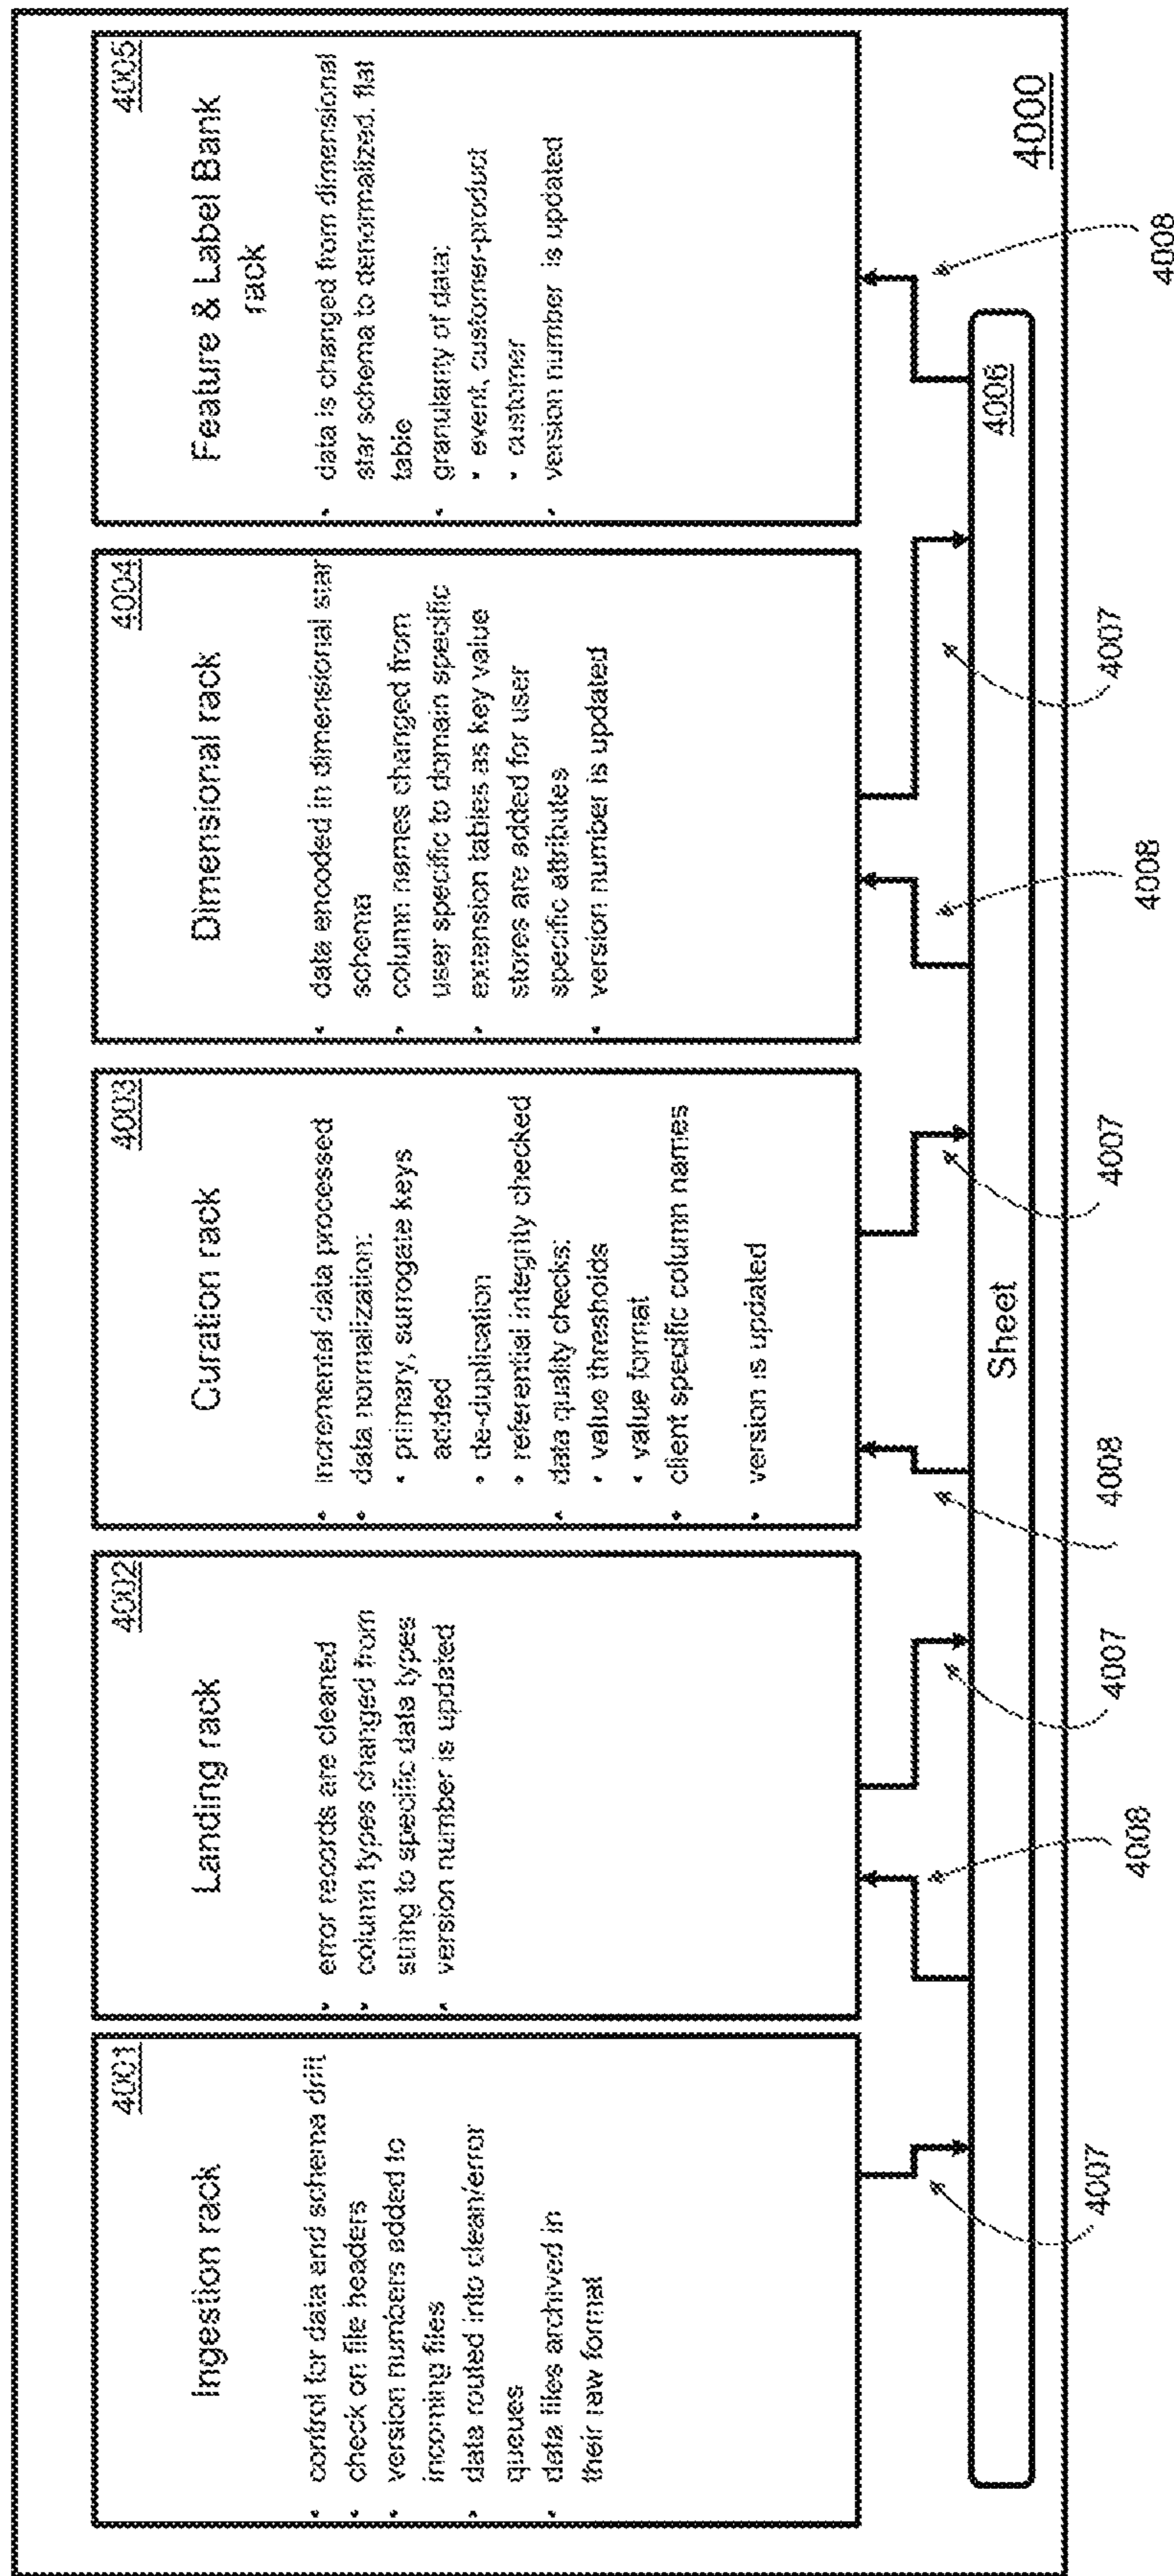 4001
Ingestion rack
• control for data and schema drift
• check on file headers
• version numbers added to
incoming files
• data routed into clean/error
queues
• data files archived in
their raw format
4002
Landing rack
• error records are cleaned
• column types changed from
string to specific data types
• version number is updated
4003
Curation rack
• incremental data processed
• data normalization:
• primary, surrogate keys
added
• de-duplication
• referential integrity checked
• data quality checks:
• value thresholds
• value format
• client specific column names
• version is updated
4004
Dimensional rack
• data encoded in dimensional star
schema
• column names changed from
user specific to domain specific
• extension tables as key value
stores are added for user
specific attributes
• version number is updated
4005
Feature & Label Bank
rack
• data is changed from dimensional
star schema to denormalized, flat
table
• granularity of data:
• event, customer-product
• customer
• version number is updated
Sheet
4006
4000
4007
4008
4007
4008
4007
4008
4007
4008